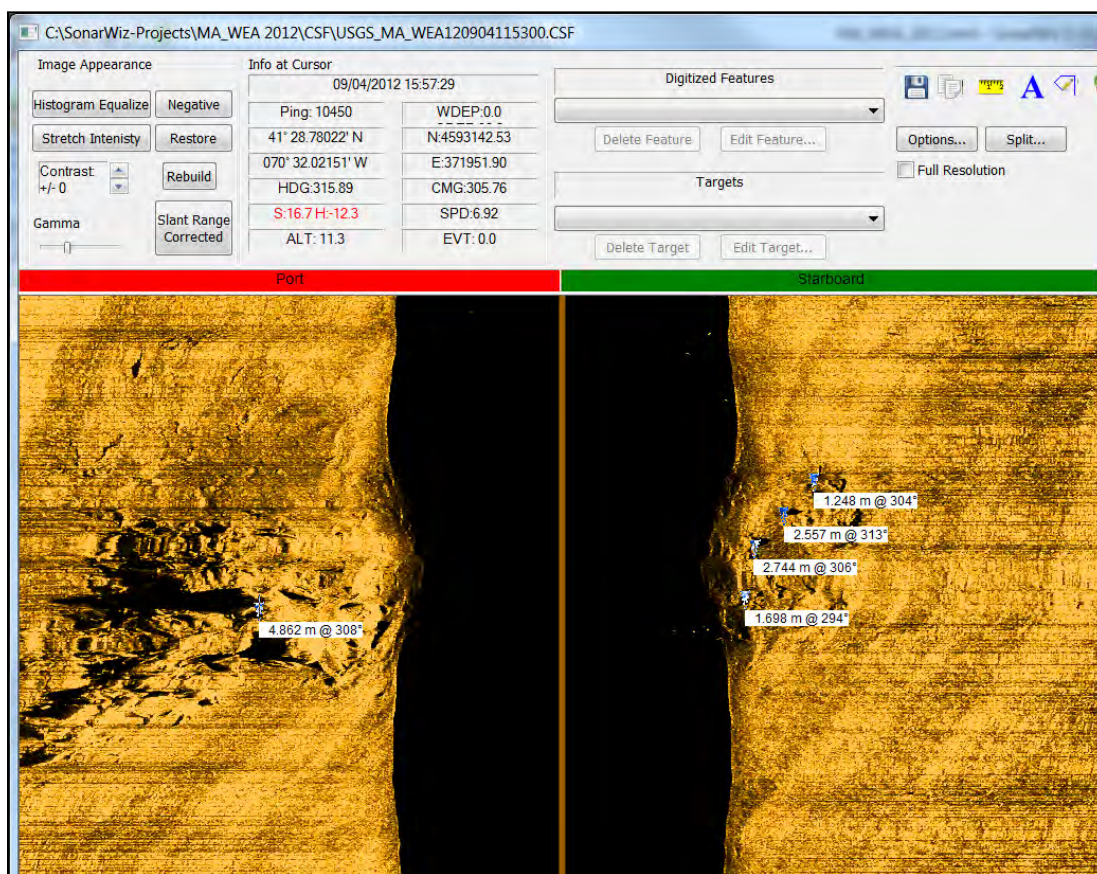 C:\SonarWiz-Projects\MA_WEA 2012\CSF\USGS_MA_WEA120904115300.CSF
Image Appearance
Histogram Equalize
Negative
Stretch Intenisty
Restore
Contrast:
+/- 0
Rebuild
Gamma
Slant Range
Corrected
Info at Cursor
09/04/2012 15:57:29
Ping: 10450
WDEP:0.0
41° 28.78022' N
N:4593142.53
070° 32.02151' W
E:371951.90
HDG:315.89
CMG:305.76
S:16.7 H:-12.3
SPD:6.92
ALT: 11.3
EVT: 0.0
Digitized Features
Delete Feature
Edit Feature...
Targets
Delete Target
Edit Target...
A
Options...
Split...
Full Resolution
Port
Starboard
1.248 m @ 304°
2.557 m @ 313°
2.744 m @ 306°
1.698 m @ 294°
4.862 m @ 308°